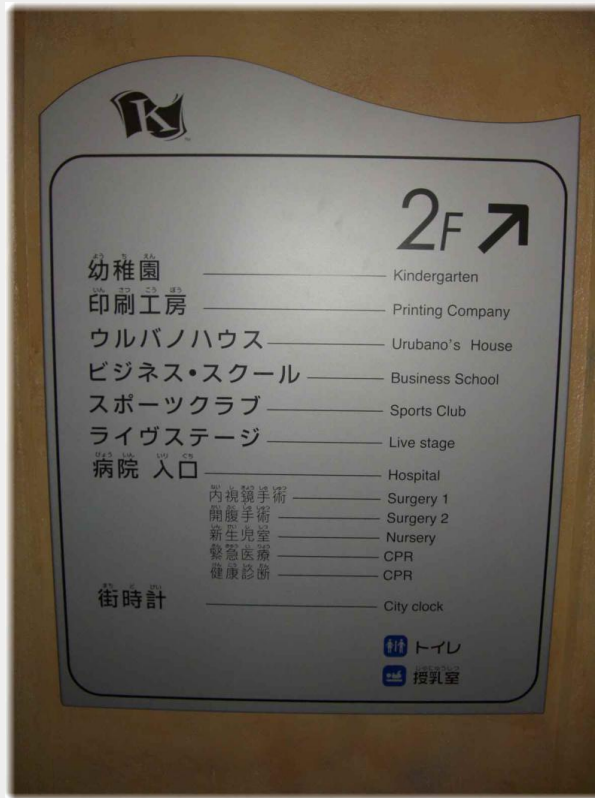 K
2F
幼稚園 Kindergarten
印刷工房 Printing Company
ウルバノハウス Urubano's House
ビジネス・スクール Business School
スポーツクラブ Sports Club
ライヴステージ Live stage
病院 入口 Hospital
内視鏡手術 Surgery 1
開腹手術 Surgery 2
新生児室 Nursery
緊急医療 CPR
健康診断 CPR
街時計 City clock
トイレ
授乳室